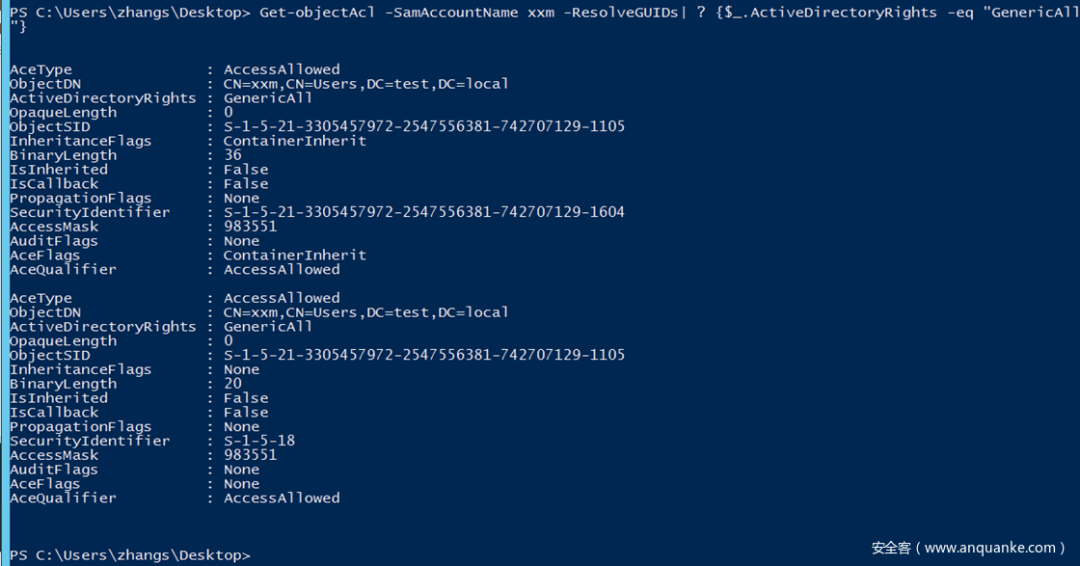 PS C:\Users\zhangs\Desktop> Get-objectAcl -SamAccountName xxm -ResolveGUIDs| ? {$_.ActiveDirectoryRights -eq "GenericAll
"}
AceType : AccessAllowed
ObjectDN : CN=xxm,CN=Users,DC=test,DC=local
ActiveDirectoryRights : GenericAll
OpaqueLength : 0
ObjectSID : S-1-5-21-3305457972-2547556381-742707129-1105
InheritanceFlags : ContainerInherit
BinaryLength : 36
IsInherited : False
IsCallback : False
PropagationFlags : None
SecurityIdentifier : S-1-5-21-3305457972-2547556381-742707129-1604
AccessMask : 983551
AuditFlags : None
AceFlags : ContainerInherit
AceQualifier : AccessAllowed
AceType : AccessAllowed
ObjectDN : CN=xxm,CN=Users,DC=test,DC=local
ActiveDirectoryRights : GenericAll
OpaqueLength : 0
ObjectSID : S-1-5-21-3305457972-2547556381-742707129-1105
InheritanceFlags : None
BinaryLength : 20
IsInherited : False
IsCallback : False
PropagationFlags : None
SecurityIdentifier : S-1-5-18
AccessMask : 983551
AuditFlags : None
AceFlags : None
AceQualifier : AccessAllowed
PS C:\Users\zhangs\Desktop>
安全客（www.anquanke.com）